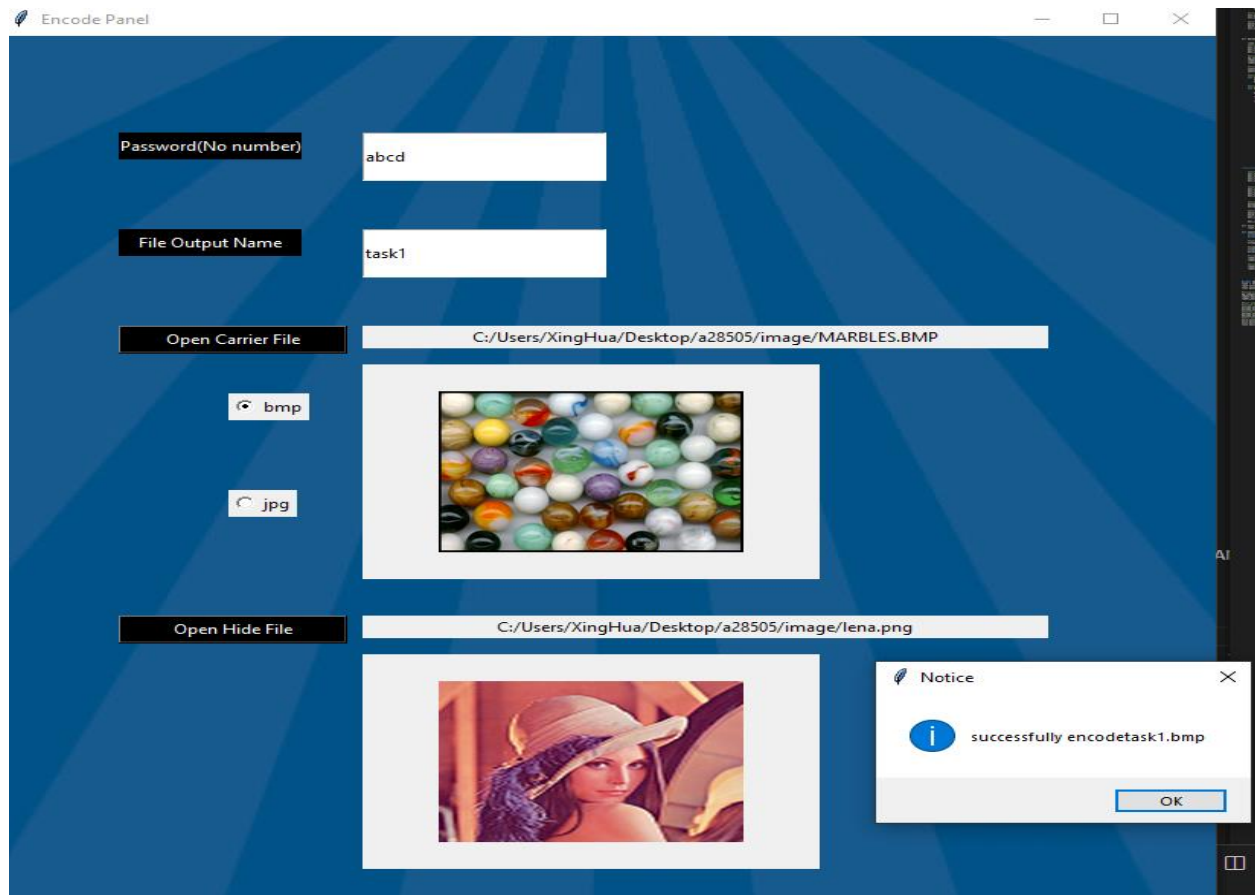 Encode Panel
Password(No number)
abcd
File Output Name
task1
Open Carrier File
C:/Users/XingHua/Desktop/a28505/image/MARBLES.BMP
bmp
jpg
Open Hide File
C:/Users/XingHua/Desktop/a28505/image/lena.png
Notice
successfully encodetask1.bmp
OK